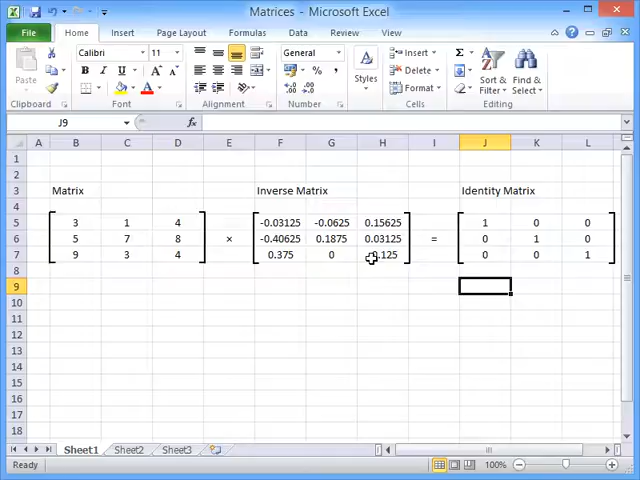 Matrices - Microsoft Excel
File Home Insert Page Layout Formulas Data Review View
Paste Calibri 11 General Styles Insert Delete Format Sort & Filter Find & Select
Clipboard Font Alignment Number Cells Editing
J9 fx
A B C D E F G H I J K L
1
2
3 Matrix Inverse Matrix Identity Matrix
4
5 3 1 4 -0.03125 -0.0625 0.15625 1 0 0
6 5 7 8 × -0.40625 0.1875 0.03125 = 0 1 0
7 9 3 4 0.375 0 .125 0 0 1
8
9
10
11
12
13
14
15
16
17
18
Sheet1 Sheet2 Sheet3
Ready 100%